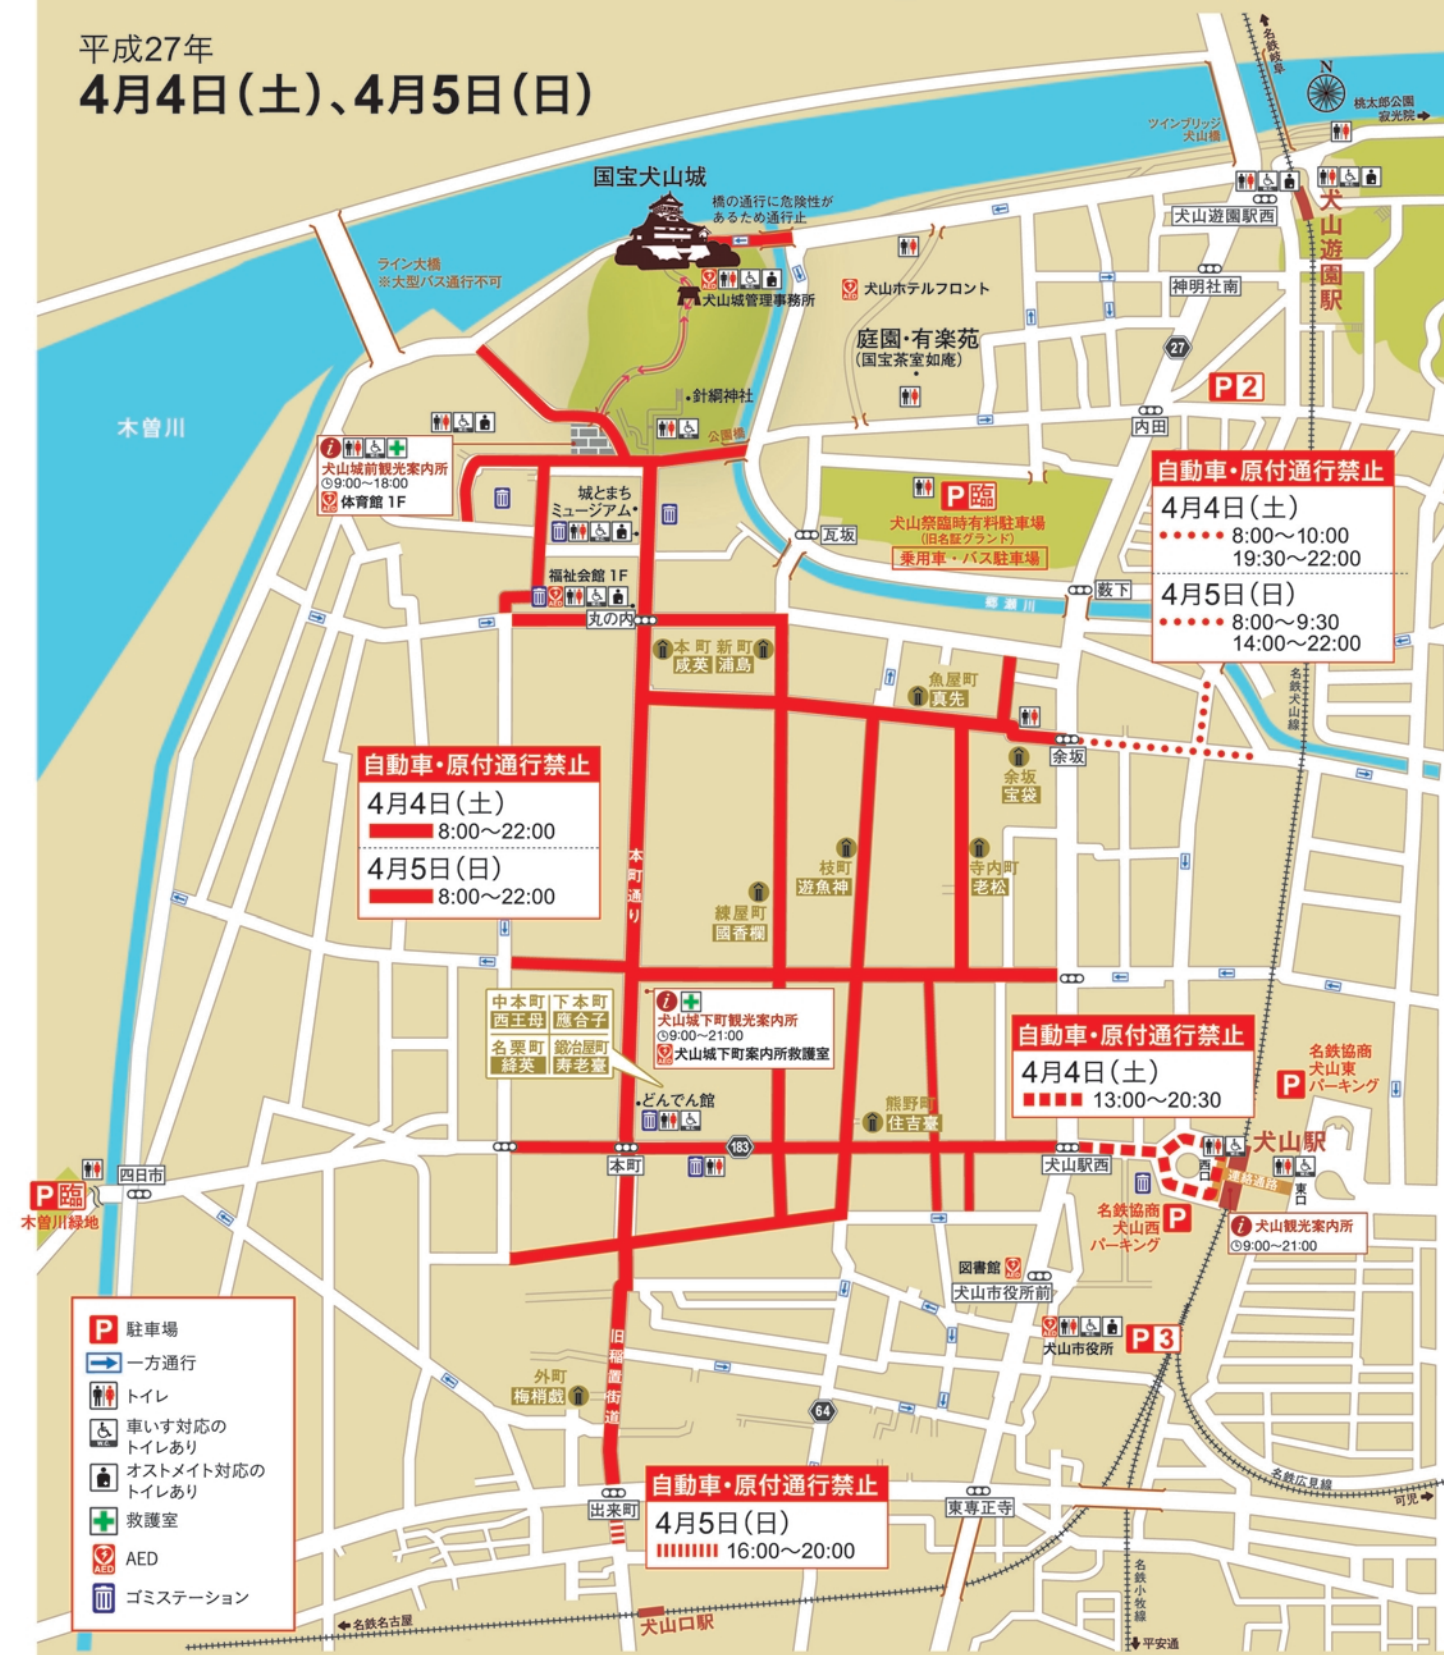 平成27年
4月4日(土)、4月5日(日)
名鉄岐阜
N
桃太郎公園
寂光院
ツインブリッジ
犬山橋
国宝犬山城
橋の通行に危険性が
あるため通行止
犬山遊園駅西
犬山遊園駅
ライン大橋
※大型バス通行不可
犬山城管理事務所
犬山ホテルフロント
神明社南
庭園・有楽苑
(国宝茶室如庵)
27
P2
針綱神社
内田
木曽川
公園橋
犬山城前観光案内所
9:00〜18:00
AED
体育館 1F
城とまち
ミュージアム
P臨
犬山祭臨時有料駐車場
(旧名証グランド)
乗用車・バス駐車場
瓦坂
自動車・原付通行禁止
4月4日(土)
8:00〜10:00
19:30〜22:00
4月5日(日)
8:00〜9:30
14:00〜22:00
福祉会館 1F
薮下
郷瀬川
丸の内
本町
咸英
新町
浦島
魚屋町
真先
名鉄犬山線
余坂
余坂
宝袋
自動車・原付通行禁止
4月4日(土)
8:00〜22:00
4月5日(日)
8:00〜22:00
本町通り
枝町
遊魚神
寺内町
老松
練屋町
國香欄
中本町
西王母
下本町
應合子
名栗町
縫英
鍛冶屋町
寿老臺
犬山城下町観光案内所
9:00〜21:00
AED
犬山城下町案内所救護室
自動車・原付通行禁止
4月4日(土)
13:00〜20:30
名鉄協商
犬山東
パーキング
P
どんでん館
熊野町
住吉臺
183
本町
犬山駅西
犬山駅
西口
連絡通路
東口
四日市
P臨
木曽川緑地
名鉄協商
犬山西
パーキング
P
犬山観光案内所
9:00〜21:00
図書館
AED
犬山市役所前
犬山市役所
P3
旧稲置街道
外町
梅梢戯
64
名鉄広見線
可児
出来町
自動車・原付通行禁止
4月5日(日)
16:00〜20:00
東専正寺
名鉄小牧線
平安通
犬山口駅
名鉄名古屋
P
駐車場
一方通行
トイレ
W.C.
車いす対応の
トイレあり
オストメイト対応の
トイレあり
救護室
AED
AED
ゴミステーション